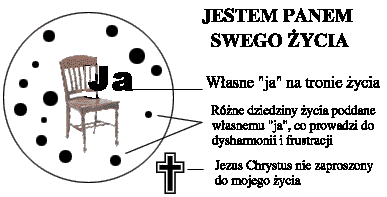 JESTEM PANEM
SWEGO ŻYCIA
Ja
Własne "ja" na tronie życia
Różne dziedziny życia poddane
własnemu "ja", co prowadzi do
dysharmonii i frustracji
Jezus Chrystus nie zaproszony
do mojego życia